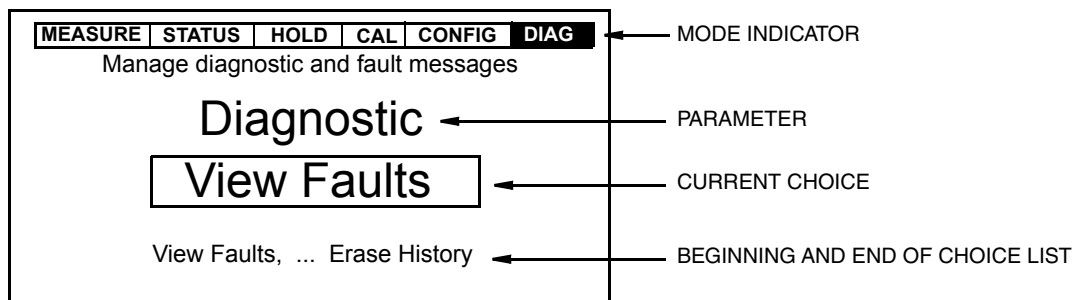 MEASURE STATUS HOLD CAL CONFIG DIAG MODE INDICATOR
Manage diagnostic and fault messages
Diagnostic PARAMETER
View Faults CURRENT CHOICE
View Faults, ... Erase History BEGINNING AND END OF CHOICE LIST